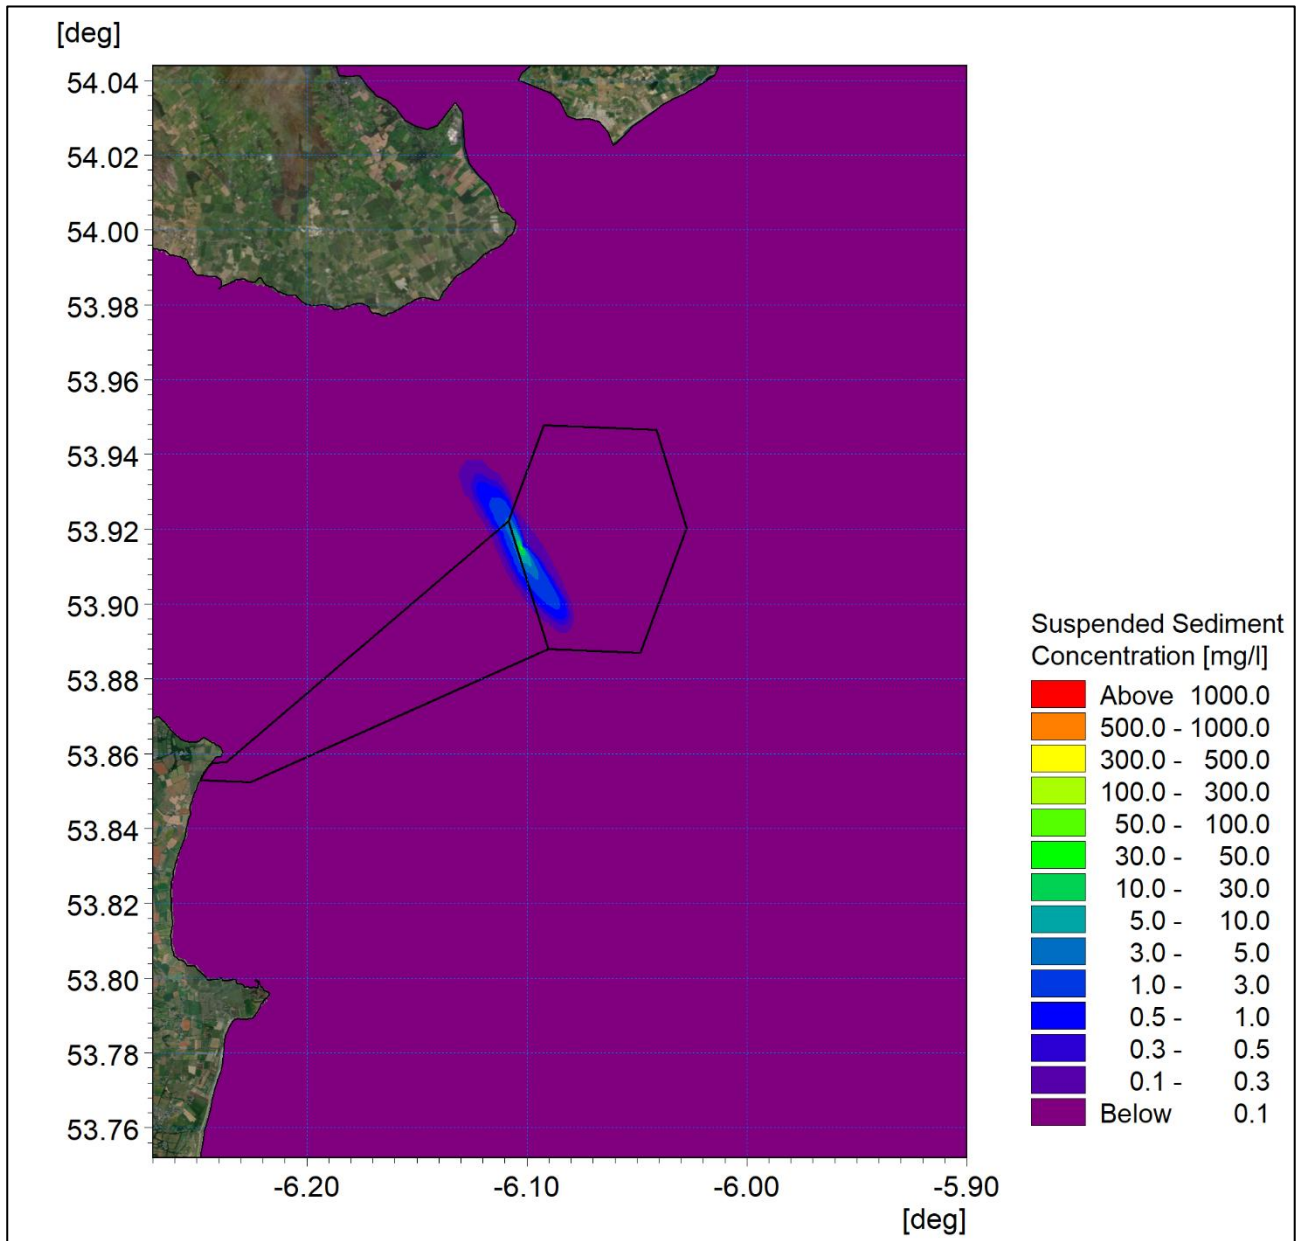 [deg]
54.04
54.02
54.00
53.98
53.96
53.94
53.92
53.90
53.88
53.86
53.84
53.82
53.80
53.78
53.76
-6.20 -6.10 -6.00 -5.90
[deg]
Suspended Sediment
Concentration [mg/l]
Above 1000.0
500.0 - 1000.0
300.0 - 500.0
100.0 - 300.0
50.0 - 100.0
30.0 - 50.0
10.0 - 30.0
5.0 - 10.0
3.0 - 5.0
1.0 - 3.0
0.5 - 1.0
0.3 - 0.5
0.1 - 0.3
Below 0.1